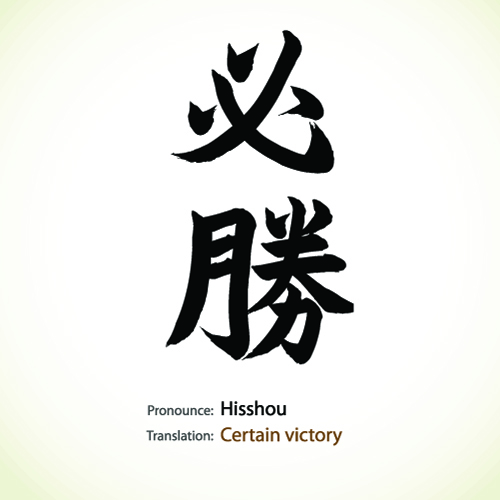 必勝
Pronounce: Hisshou
Translation: Certain victory